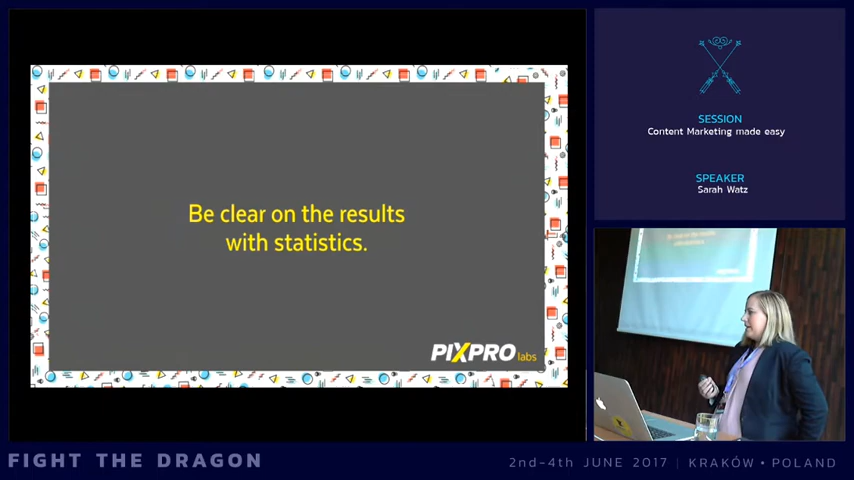 Be clear on the results
with statistics.
PIXPRO labs
SESSION
Content Marketing made easy
SPEAKER
Sarah Watz
FIGHT THE DRAGON
2nd-4th JUNE 2017 | KRAKÓW • POLAND